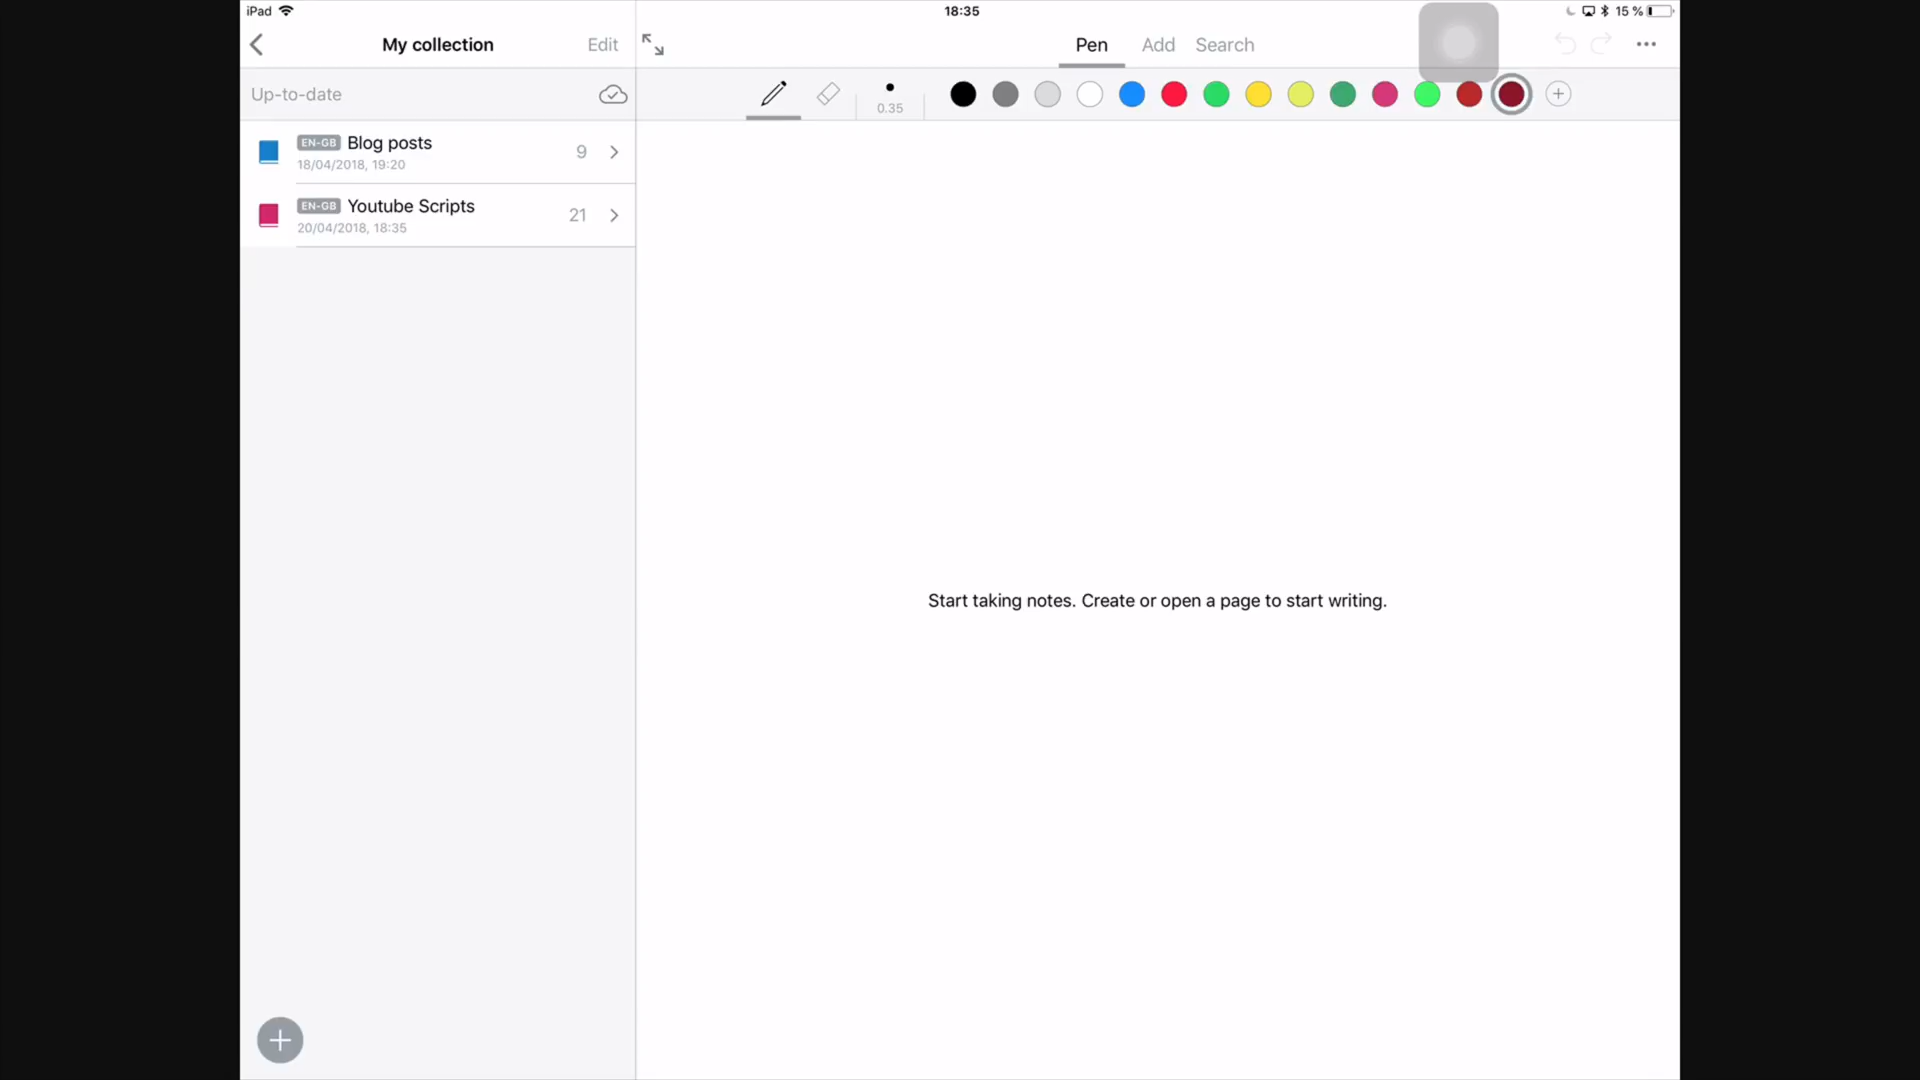 iPad 18:35 15 %
My collection Edit Pen Add Search
Up-to-date 0.35
EN-GB Blog posts 9
18/04/2018, 19:20
EN-GB Youtube Scripts 21
20/04/2018, 18:35
Start taking notes. Create or open a page to start writing.